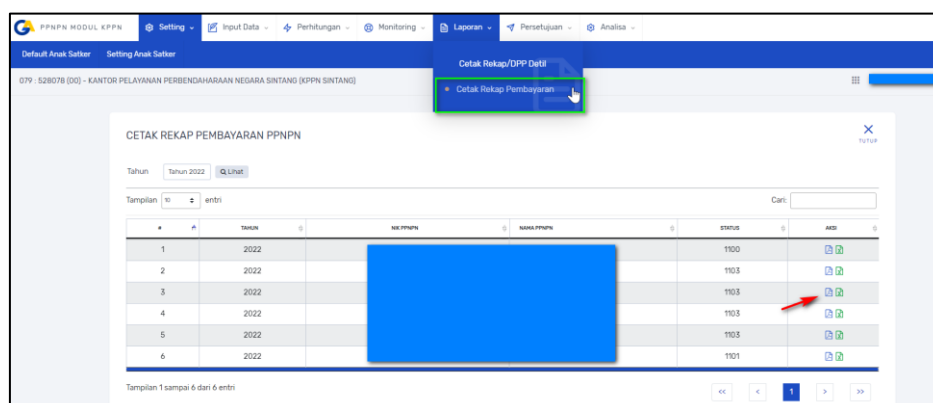 PPNPN MODUL KPPN Setting Input Data Perhitungan Monitoring Laporan Persetujuan Analisa
Default Anak Satker Setting Anak Satker
Cetak Rekap/DPP Detil
079 : 528078 (00) - KANTOR PELAYANAN PERBENDAHARAAN NEGARA SINTANG (KPPN SINTANG)
Cetak Rekap Pembayaran
CETAK REKAP PEMBAYARAN PPNPN
TUTUP
Tahun Tahun 2022 Lihat
Tampilan 10 entri Cari:
# TAHUN NIK PPNPN NAMA PPNPN STATUS AKSI
1 2022 1100
2 2022 1103
3 2022 1103
4 2022 1103
5 2022 1103
6 2022 1101
Tampilan 1 sampai 6 dari 6 entri << < 1 > >>